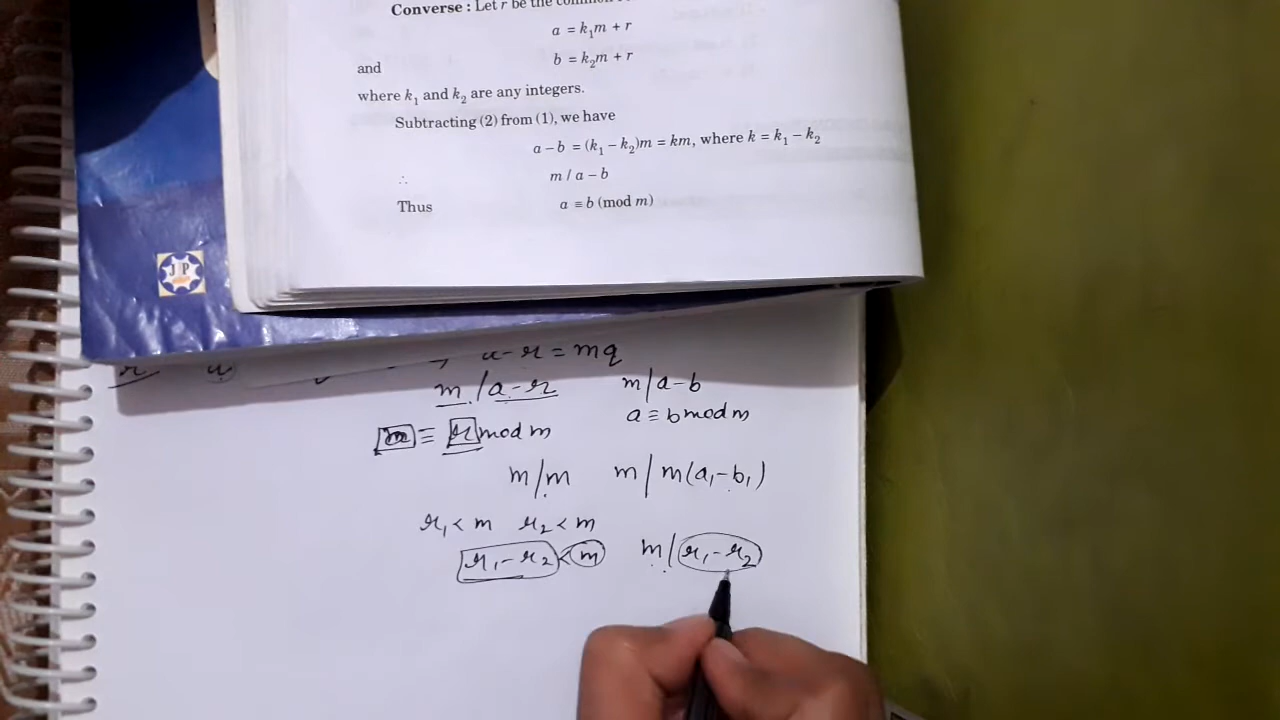 Converse : Let r be the common
a = k₁m + r
and
b = k₂m + r
where k₁ and k₂ are any integers.
Subtracting (2) from (1), we have
a – b = (k₁ – k₂)m = km, where k = k₁ – k₂
∴ m / a – b
Thus a ≡ b (mod m)
J P
a-r = mq
m / a-r m / a-b
a ≡ b mod m
≡ r mod m
m / m m / m(a₁-b₁)
r₁ < m r₂ < m
r₁ - r₂ < m m / r₁ - r₂